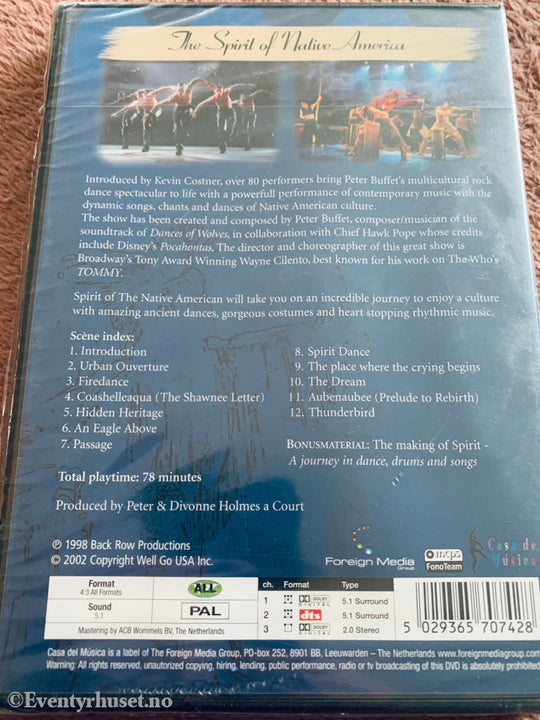 The Spirit of Native America
Introduced by Kevin Costner, over 80 performers bring Peter Buffet's multicultural rock
dance spectacular to life with a powerfull performance of contemporary music with the
dynamic songs, chants and dances of Native American culture.
The show has been created and composed by Peter Buffet, composer/musician of the
soundtrack of Dances of Wolves, in collaboration with Chief Hawk Pope whose credits
include Disney's Pocahontas. The director and choreographer of this great show is
Broadway's Tony Award Winning Wayne Cilento, best known for his work on The Who's
TOMMY.
Spirit of The Native American will take you on an incredible journey to enjoy a culture
with amazing ancient dances, gorgeous costumes and heart stopping rhythmic music.
Scène index:
1. Introduction
2. Urban Ouverture
3. Firedance
4. Coashelleaqua (The Shawnee Letter)
5. Hidden Heritage
6. An Eagle Above
7. Passage
8. Spirit Dance
9. The place where the crying begins
10. The Dream
11. Aubenaubee (Prelude to Rebirth)
12. Thunderbird
BONUSMATERIAL: The making of Spirit -
A journey in dance, drums and songs
Total playtime: 78 minutes
Produced by Peter & Divonne Holmes a Court
℗ 1998 Back Row Productions
© 2002 Copyright Well Go USA Inc.
Foreign Media
Group
mcps
FonoTeam
Casa de
Música
Format
4:3 All Formats
ALL
Sound
5.1
PAL
Mastering by ACB Wommels BV, The Netherlands
ch. Format Type
1 DOLBY DIGITAL 5.1 Surround
2 dts 5.1 Surround
3 DOLBY DIGITAL 2.0 Stereo
5 029365 707428
Casa del Música is a label of The Foreign Media Group, PO-box 252, 8901 BB, Leeuwarden - The Netherlands www.foreignmediagroup.com
Warning: All rights reserved, unauthorized copying, hiring, lending, public performance, radio or tv broadcasting of this DVD is absolutely prohibited
©Eventyrhuset.no